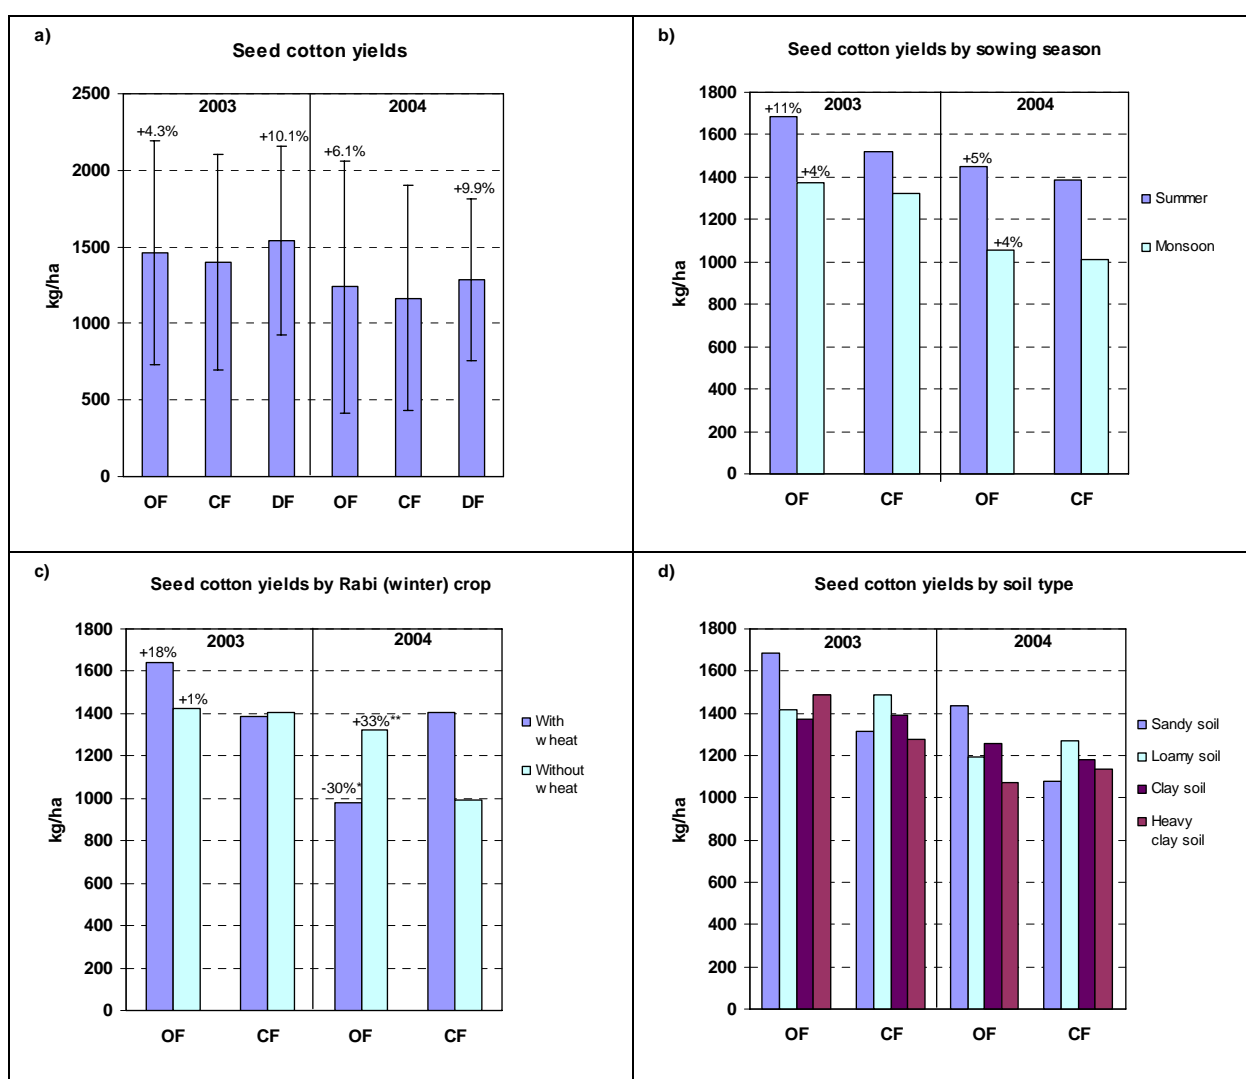 a)
Seed cotton yields
kg/ha
2500
2000
1500
1000
500
0
2003
2004
+4.3%
+10.1%
+6.1%
+9.9%
OF
CF
DF
OF
CF
DF
b)
Seed cotton yields by sowing season
kg/ha
1800
1600
1400
1200
1000
800
600
400
200
0
2003
2004
+11%
+4%
+5%
+4%
OF
CF
OF
CF
Summer
Monsoon
c)
Seed cotton yields by Rabi (winter) crop
kg/ha
1800
1600
1400
1200
1000
800
600
400
200
0
2003
2004
+18%
+1%
-30%*
+33%**
OF
CF
OF
CF
With
w heat
Without
w heat
d)
Seed cotton yields by soil type
kg/ha
1800
1600
1400
1200
1000
800
600
400
200
0
2003
2004
OF
CF
OF
CF
Sandy soil
Loamy soil
Clay soil
Heavy
clay soil